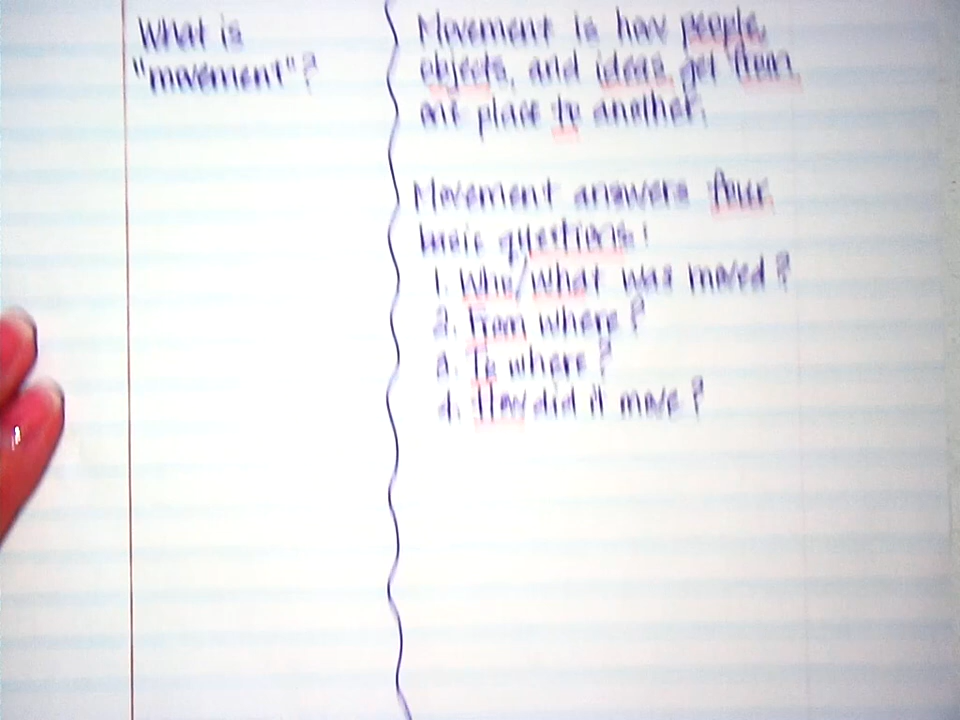 What is
"movement"?
Movement is how people,
objects, and ideas get from
one place to another.
Movement answers four
basic questions:
1. Who/What was moved?
2. From where?
3. To where?
4. How did it move?